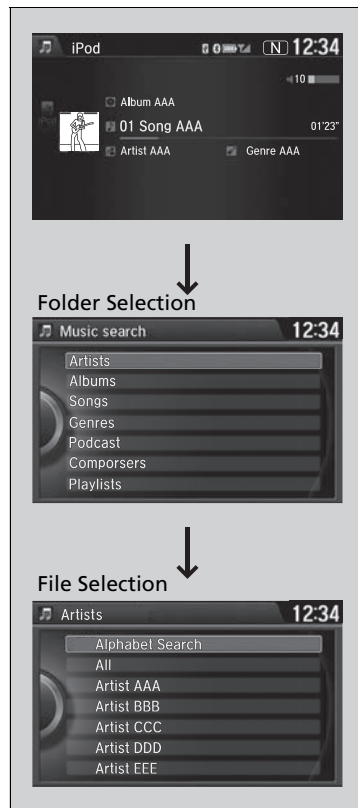 iPod
N 12:34
10
Album AAA
01 Song AAA
01'23"
Artist AAA
Genre AAA
Folder Selection
Music search
12:34
Artists
Albums
Songs
Genres
Podcast
Comporsers
Playlists
File Selection
Artists
12:34
Alphabet Search
All
Artist AAA
Artist BBB
Artist CCC
Artist DDD
Artist EEE